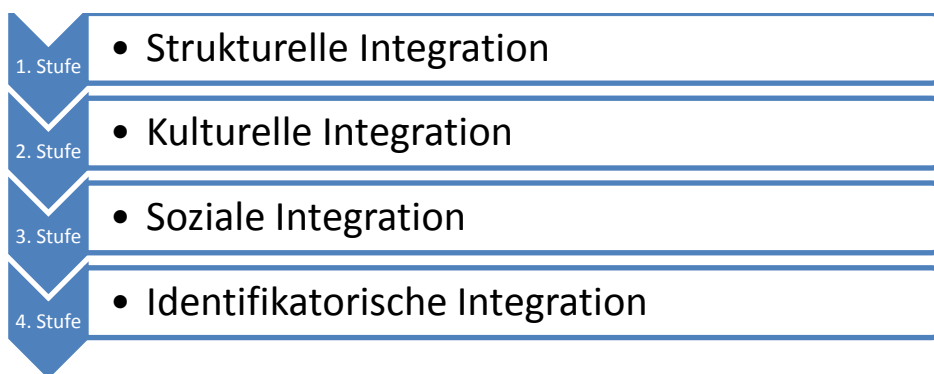 1. Stufe
• Strukturelle Integration
2. Stufe
• Kulturelle Integration
3. Stufe
• Soziale Integration
4. Stufe
• Identifikatorische Integration